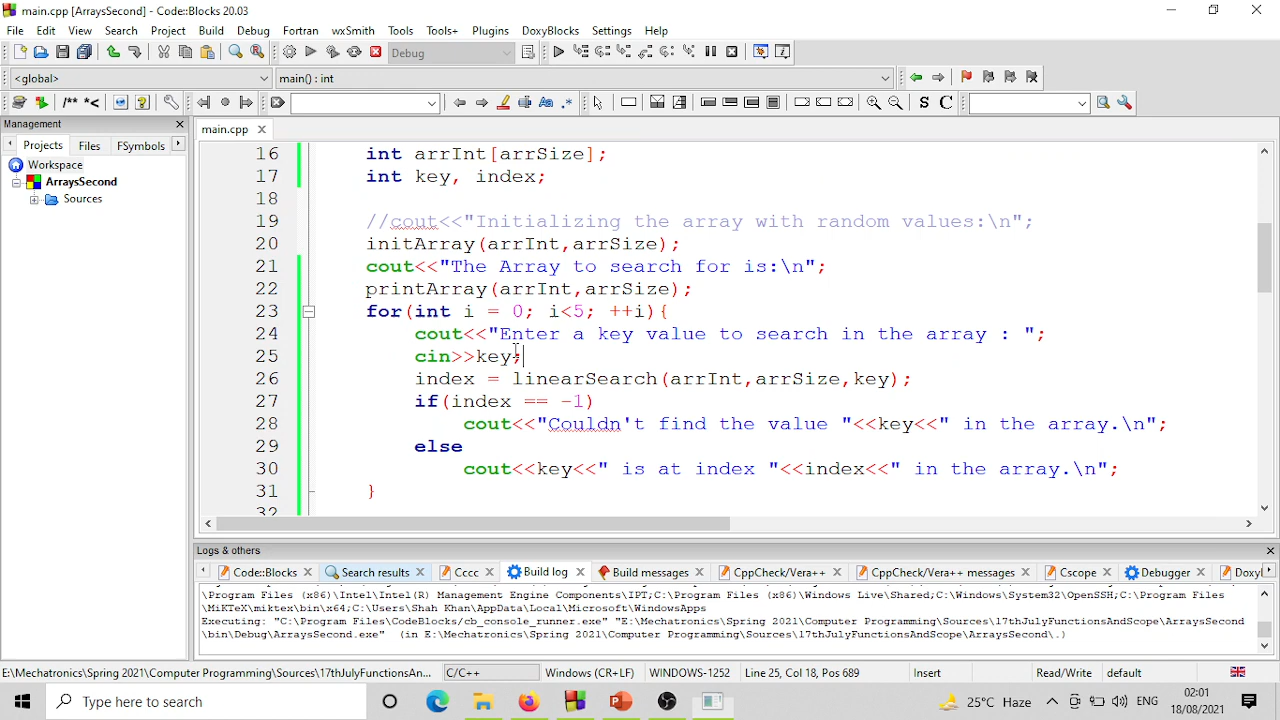 main.cpp [ArraysSecond] - Code::Blocks 20.03
File Edit View Search Project Build Debug Fortran wxSmith Tools Tools+ Plugins DoxyBlocks Settings Help
Debug
<global> main() : int
/** *< S C
Management
main.cpp
Projects Files FSymbols
Workspace
ArraysSecond
Sources
16 int arrInt[arrSize];
17 int key, index;
18
19 //cout<<"Initializing the array with random values:\n";
20 initArray(arrInt,arrSize);
21 cout<<"The Array to search for is:\n";
22 printArray(arrInt,arrSize);
23 for(int i = 0; i<5; ++i){
24 cout<<"Enter a key value to search in the array : ";
25 cin>>key;
26 index = linearSearch(arrInt,arrSize,key);
27 if(index == -1)
28 cout<<"Couldn't find the value "<<key<<" in the array.\n";
29 else
30 cout<<key<<" is at index "<<index<<" in the array.\n";
31 }
32
Logs & others
Code::Blocks Search results Cccc Build log Build messages CppCheck/Vera++ CppCheck/Vera++ messages Cscope Debugger Doxy
\Program Files (x86)\Intel\Intel(R) Management Engine Components\IPT;C:\Program Files (x86)\Windows Live\Shared;C:\Windows\System32\OpenSSH;C:\Program Files
\MiKTeX\miktex\bin\x64;C:\Users\Shah Khan\AppData\Local\Microsoft\WindowsApps
Executing: "C:\Program Files\CodeBlocks/cb_console_runner.exe" "E:\Mechatronics\Spring 2021\Computer Programming\Sources\17thJulyFunctionsAndScope\ArraysSecond
\bin\Debug\ArraysSecond.exe" (in E:\Mechatronics\Spring 2021\Computer Programming\Sources\17thJulyFunctionsAndScope\ArraysSecond\.)
E:\Mechatronics\Spring 2021\Computer Programming\Sources\17thJulyFunctionsAn C/C++ Windows (CR+LF) WINDOWS-1252 Line 25, Col 18, Pos 689 Insert Read/Write default
Type here to search
25°C Haze ENG
02:01
18/08/2021